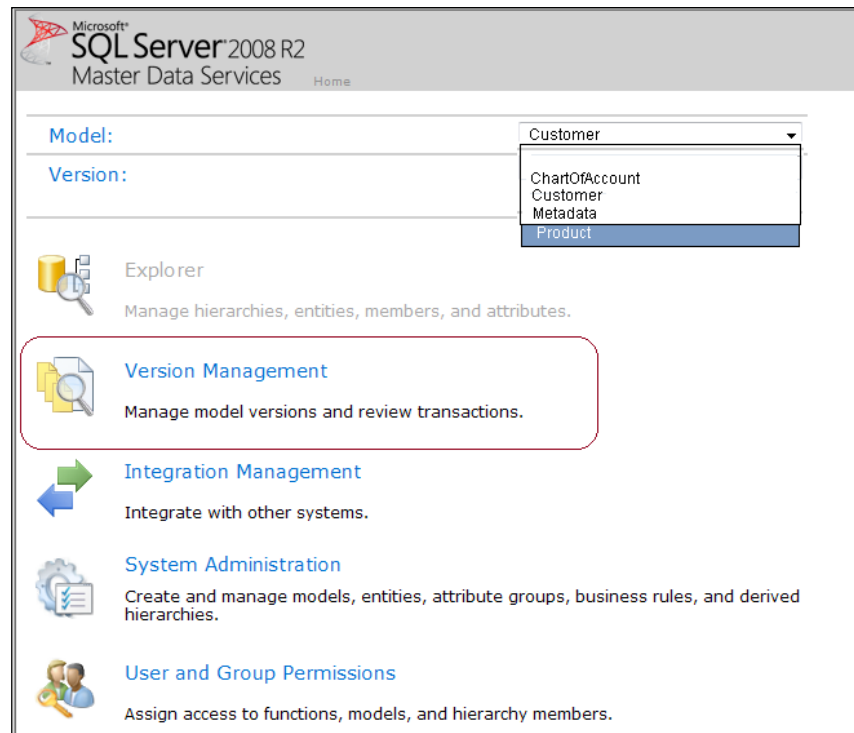 Microsoft®
SQL Server® 2008 R2
Master Data Services
Home
Model:
Customer
Version:
ChartOfAccount
Customer
Metadata
Product
Explorer
Manage hierarchies, entities, members, and attributes.
Version Management
Manage model versions and review transactions.
Integration Management
Integrate with other systems.
System Administration
Create and manage models, entities, attribute groups, business rules, and derived
hierarchies.
User and Group Permissions
Assign access to functions, models, and hierarchy members.